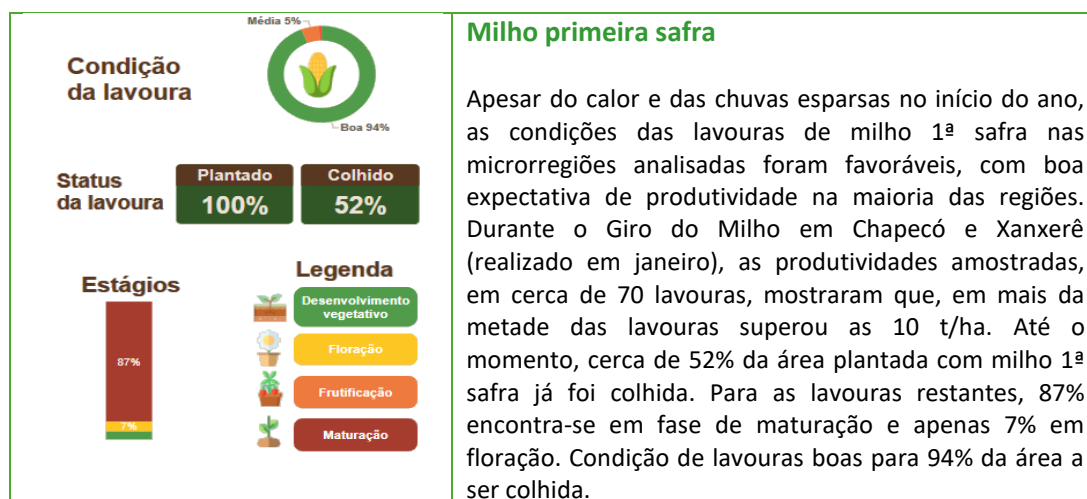 Média 5%
Condição
da lavoura
Boa 94%
Status
da lavoura
Plantado
100%
Colhido
52%
Estágios
87%
7%
Legenda
Desenvolvimento
vegetativo
Floração
Frutificação
Maturação
Milho primeira safra
Apesar do calor e das chuvas esparsas no início do ano,
as condições das lavouras de milho 1ª safra nas
microrregiões analisadas foram favoráveis, com boa
expectativa de produtividade na maioria das regiões.
Durante o Giro do Milho em Chapecó e Xanxerê
(realizado em janeiro), as produtividades amostradas,
em cerca de 70 lavouras, mostraram que, em mais da
metade das lavouras superou as 10 t/ha. Até o
momento, cerca de 52% da área plantada com milho 1ª
safra já foi colhida. Para as lavouras restantes, 87%
encontra-se em fase de maturação e apenas 7% em
floração. Condição de lavouras boas para 94% da área a
ser colhida.